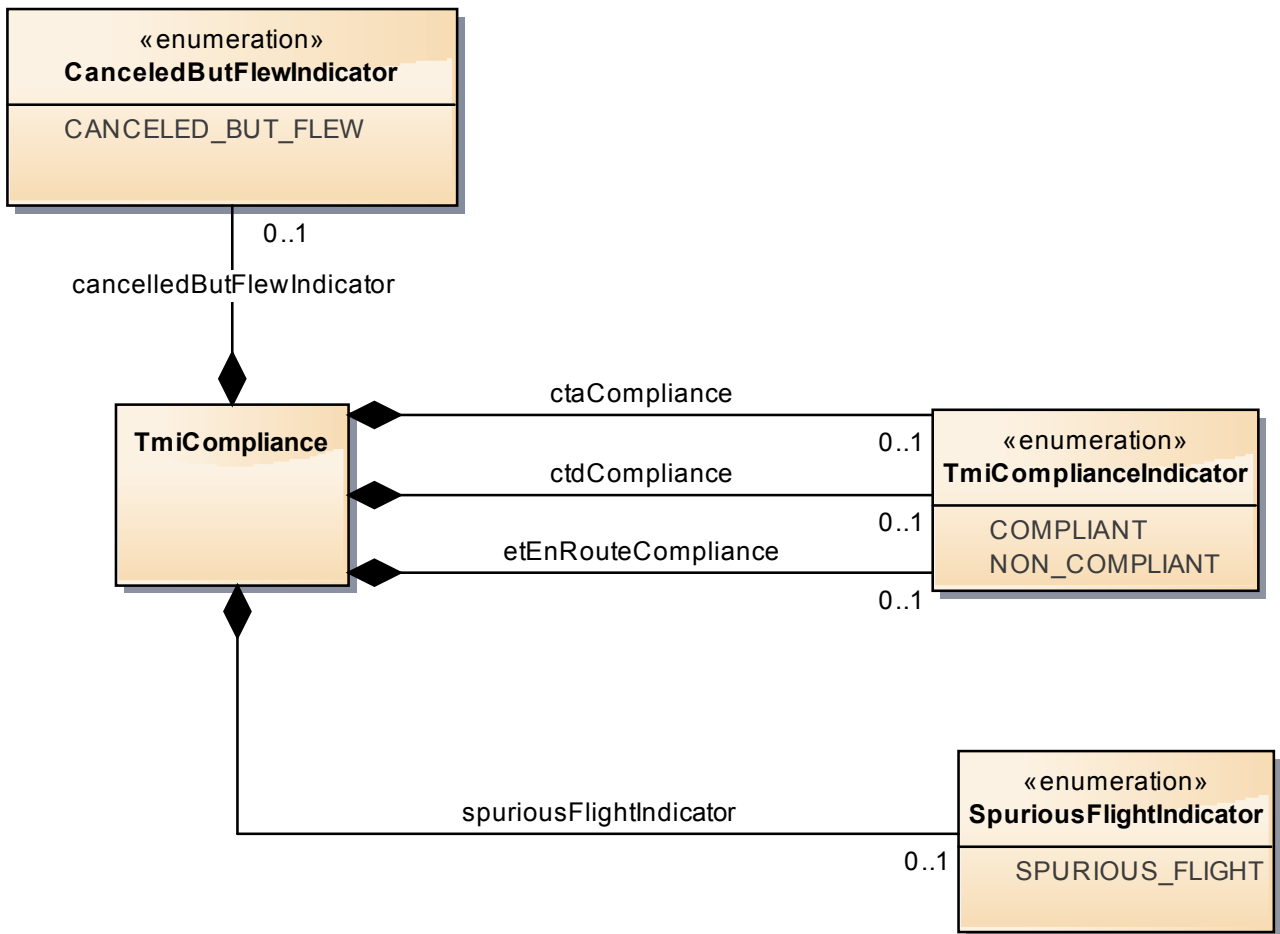 «enumeration»
CanceledButFlewIndicator
CANCELED_BUT_FLEW
0..1
cancelledButFlewIndicator
TmiCompliance
ctaCompliance
0..1
ctdCompliance
0..1
etEnRouteCompliance
0..1
«enumeration»
TmiComplianceIndicator
COMPLIANT
NON_COMPLIANT
spuriousFlightIndicator
0..1
«enumeration»
SpuriousFlightIndicator
SPURIOUS_FLIGHT